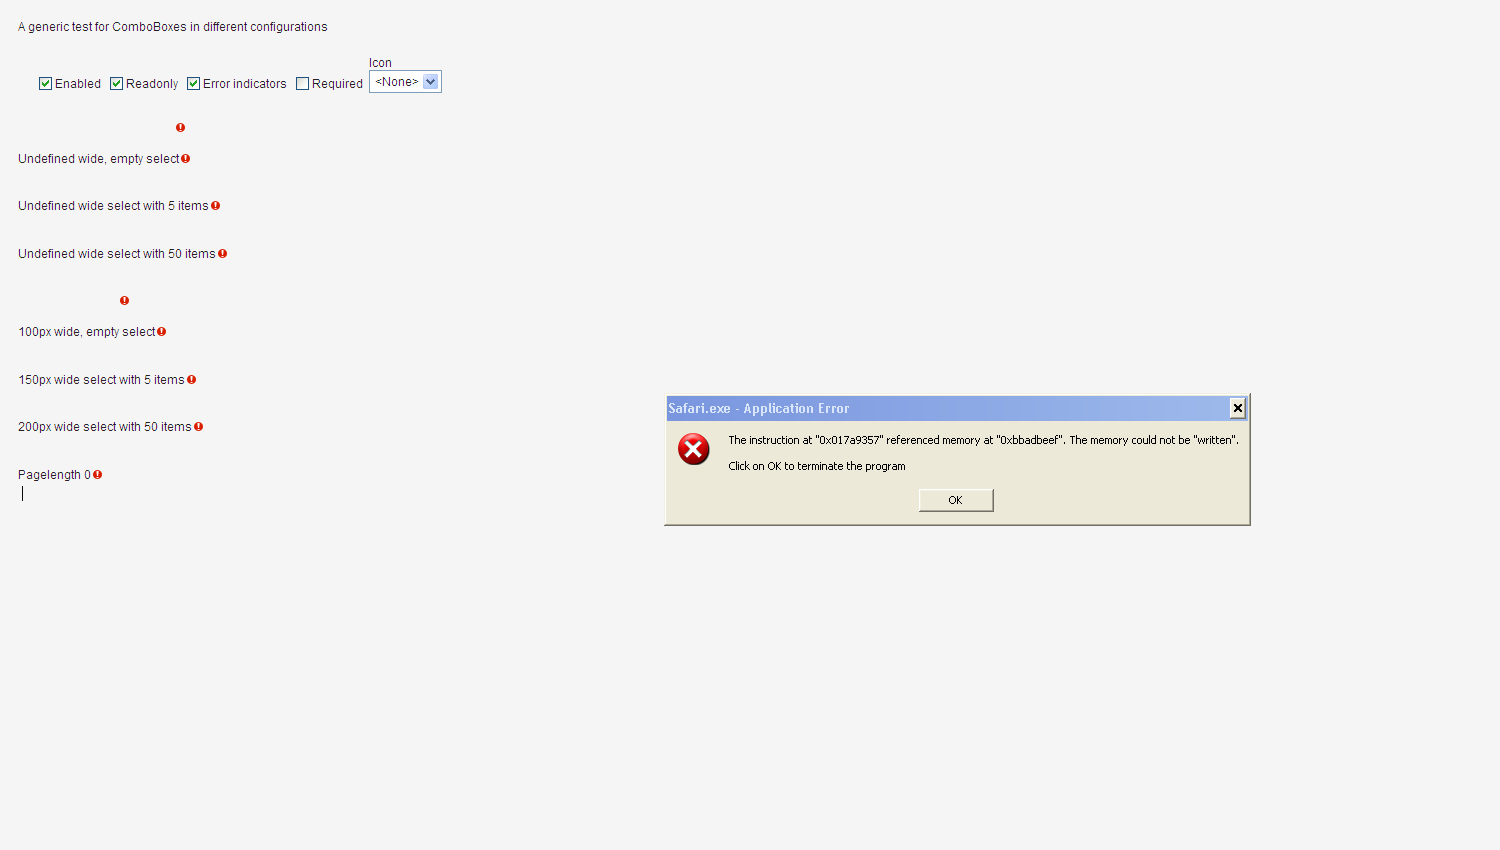 A generic test for ComboBoxes in different configurations
Icon
Enabled Readonly Error indicators Required <None>
Undefined wide, empty select
Undefined wide select with 5 items
Undefined wide select with 50 items
100px wide, empty select
150px wide select with 5 items
200px wide select with 50 items
Pagelength 0
Safari.exe - Application Error
The instruction at "0x017a9357" referenced memory at "0xbbadbeef". The memory could not be "written".
Click on OK to terminate the program
OK